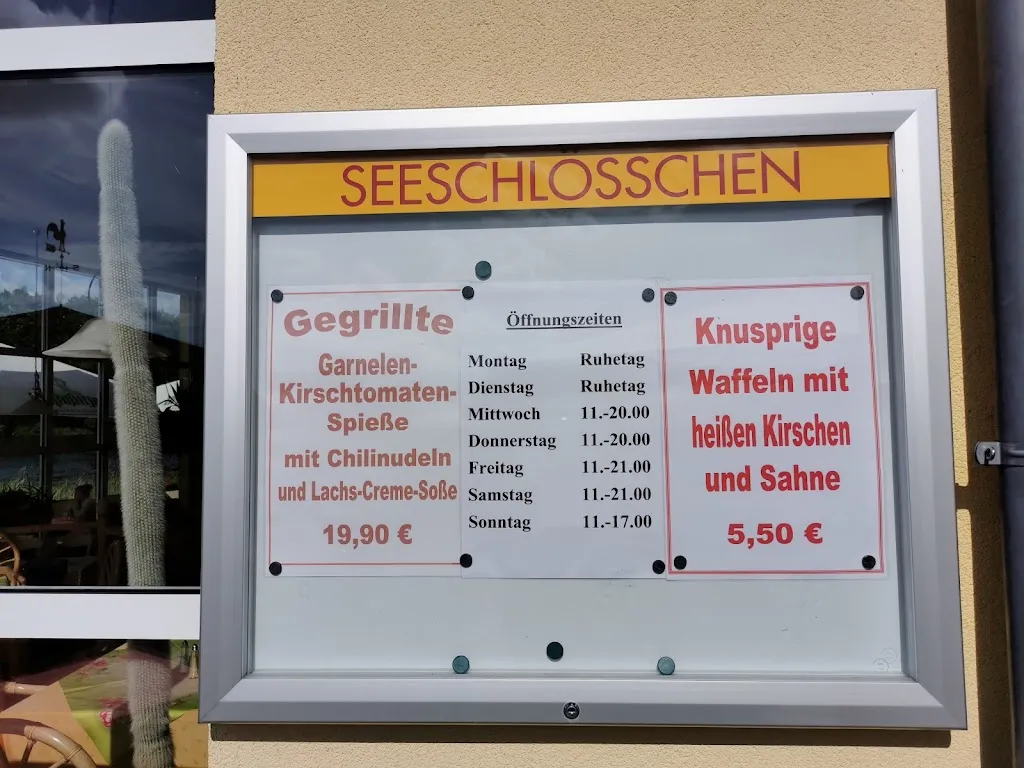 SEESCHLOSSCHEN
Gegrillte
Garnelen-
Kirschtomaten-
Spieße
mit Chilinudeln
und Lachs-Creme-Soße
19,90 €
Öffnungszeiten
Montag Ruhetag
Dienstag Ruhetag
Mittwoch 11.-20.00
Donnerstag 11.-20.00
Freitag 11.-21.00
Samstag 11.-21.00
Sonntag 11.-17.00
Knusprige
Waffeln mit
heißen Kirschen
und Sahne
5,50 €